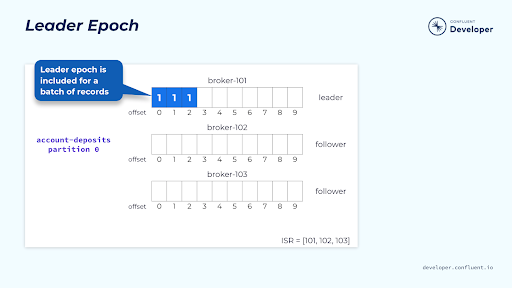 Leader Epoch
CONFLUENT
Developer
Leader epoch is
included for a
batch of records
broker-101
1 1 1
leader
offset 0 1 2 3 4 5 6 7 8 9
account-deposits
partition 0
broker-102
follower
offset 0 1 2 3 4 5 6 7 8 9
broker-103
follower
offset 0 1 2 3 4 5 6 7 8 9
ISR = [101, 102, 103]
developer.confluent.io